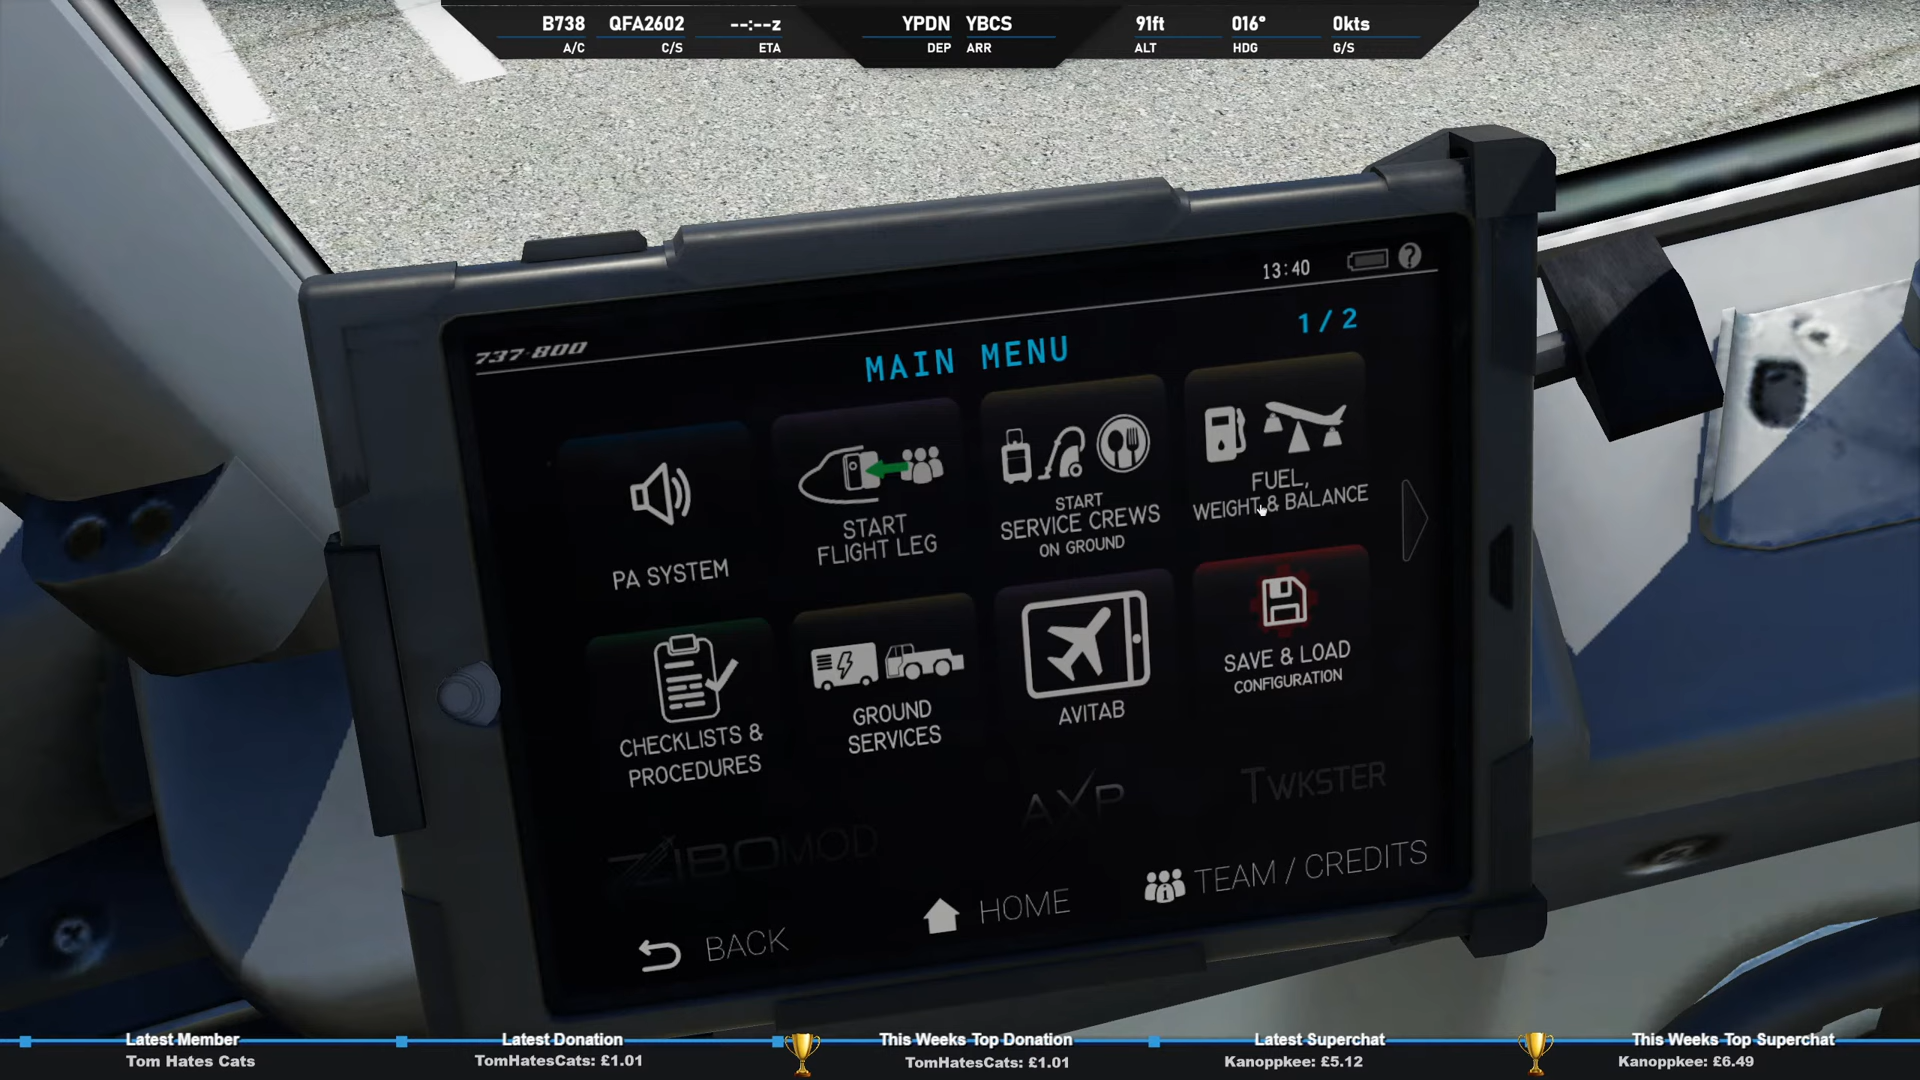 B738 QFA2602 --:--z YPDN YBCS 91ft 016° 0kts
A/C C/S ETA DEP ARR ALT HDG G/S
13:40
737-800
MAIN MENU
1/2
PA SYSTEM
START
FLIGHT LEG
START
SERVICE CREWS
ON GROUND
FUEL,
WEIGHT & BALANCE
CHECKLISTS &
PROCEDURES
GROUND
SERVICES
AVITAB
SAVE & LOAD
CONFIGURATION
ZIBOMOD
AXP
TWKSTER
BACK
HOME
TEAM / CREDITS
Latest Member
Tom Hates Cats
Latest Donation
TomHatesCats: £1.01
This Weeks Top Donation
TomHatesCats: £1.01
Latest Superchat
Kanoppkee: £5.12
This Weeks Top Superchat
Kanoppkee: £6.49